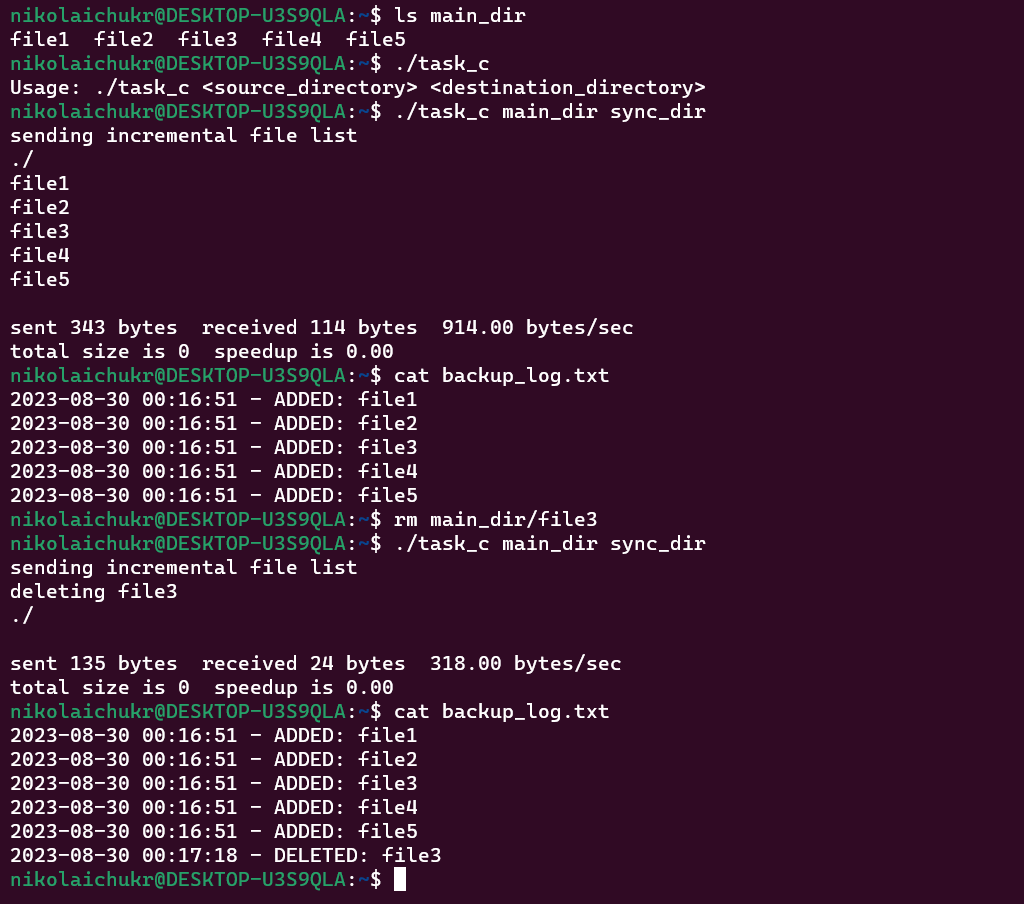 nikolaichukr@DESKTOP-U3S9QLA:~$ ls main_dir
file1  file2  file3  file4  file5
nikolaichukr@DESKTOP-U3S9QLA:~$ ./task_c
Usage: ./task_c <source_directory> <destination_directory>
nikolaichukr@DESKTOP-U3S9QLA:~$ ./task_c main_dir sync_dir
sending incremental file list
./
file1
file2
file3
file4
file5

sent 343 bytes  received 114 bytes  914.00 bytes/sec
total size is 0  speedup is 0.00
nikolaichukr@DESKTOP-U3S9QLA:~$ cat backup_log.txt
2023-08-30 00:16:51 - ADDED: file1
2023-08-30 00:16:51 - ADDED: file2
2023-08-30 00:16:51 - ADDED: file3
2023-08-30 00:16:51 - ADDED: file4
2023-08-30 00:16:51 - ADDED: file5
nikolaichukr@DESKTOP-U3S9QLA:~$ rm main_dir/file3
nikolaichukr@DESKTOP-U3S9QLA:~$ ./task_c main_dir sync_dir
sending incremental file list
deleting file3
./

sent 135 bytes  received 24 bytes  318.00 bytes/sec
total size is 0  speedup is 0.00
nikolaichukr@DESKTOP-U3S9QLA:~$ cat backup_log.txt
2023-08-30 00:16:51 - ADDED: file1
2023-08-30 00:16:51 - ADDED: file2
2023-08-30 00:16:51 - ADDED: file3
2023-08-30 00:16:51 - ADDED: file4
2023-08-30 00:16:51 - ADDED: file5
2023-08-30 00:17:18 - DELETED: file3
nikolaichukr@DESKTOP-U3S9QLA:~$